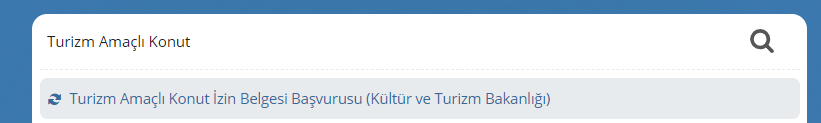 Turizm Amaçlı Konut
Turizm Amaçlı Konut İzin Belgesi Başvurusu (Kültür ve Turizm Bakanlığı)